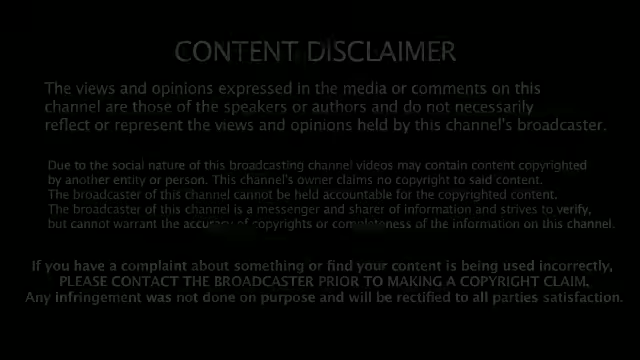 CONTENT DISCLAIMER
The views and opinions expressed in the media or comments on this
channel are those of the speakers or authors and do not necessarily
reflect or represent the views and opinions held by this channel's broadcaster.
Due to the social nature of this broadcasting channel videos may contain content copyrighted
by another entity or person. This channel's owner claims no copyright to said content.
The broadcaster of this channel cannot be held accountable for the copyrighted content.
The broadcaster of this channel is a messenger and sharer of information and strives to verify,
but cannot warrant the accuracy of copyrights or completeness of the information on this channel.
If you have a complaint about something or find your content is being used incorrectly,
PLEASE CONTACT THE BROADCASTER PRIOR TO MAKING A COPYRIGHT CLAIM.
Any infringement was not done on purpose and will be rectified to all parties satisfaction.